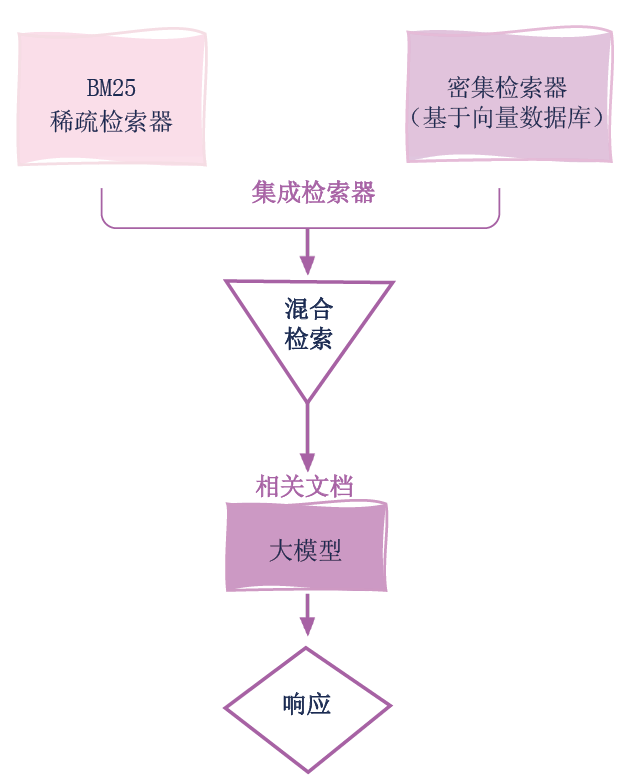 BM25
稀疏检索器
密集检索器
（基于向量数据库）
集成检索器
混合
检索
相关文档
大模型
响应